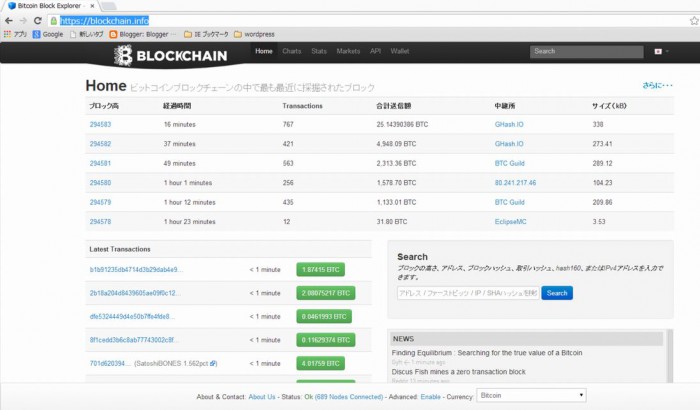 Bitcoin Block Explorer -
https://blockchain.info
アプリ Google 新しいタブ Blogger: Blogger IE ブックマーク wordpress
BLOCKCHAIN Home Charts Stats Markets API Wallet Search
Home ビットコインブロックチェーンの中で最も最近に採掘されたブロック さらに・・・
ブロック高 経過時間 Transactions 合計送信額 中継所 サイズ (kB)
294583 16 minutes 767 25.14390386 BTC GHash.IO 338
294582 37 minutes 421 4,948.09 BTC GHash.IO 273.41
294581 49 minutes 563 2,313.36 BTC BTC Guild 289.12
294580 1 hour 1 minutes 256 1,578.70 BTC 80.241.217.46 104.23
294579 1 hour 12 minutes 435 1,133.01 BTC BTC Guild 209.86
294578 1 hour 23 minutes 12 31.80 BTC EclipseMC 3.53
Latest Transactions
b1b91235db4714d3b29dab4e9... < 1 minute 1.87415 BTC
2b18a204d8439605ae09f0c12... < 1 minute 2.08075217 BTC
dfe5324449d4e50b7ffe4fde8... < 1 minute 0.0461993 BTC
8f1cedd3b6c8ab77743002c8f... < 1 minute 0.11629374 BTC
701d620394... (SatoshiBONES 1.562pct) < 1 minute 4.01759 BTC
Search
ブロックの高さ、アドレス、ブロックハッシュ、取引ハッシュ、hash160、またはIPv4アドレスを入力できます。
アドレス / ファーストビッツ / IP / SHAハッシュを検索 Search
NEWS
Finding Equilibrium : Searching for the true value of a Bitcoin
Eli - 4 minute ago
Discus Fish mines a zero transaction block
About & Contact: About Us - Status: Ok (689 Nodes Connected) - Advanced: Enable - Currency: Bitcoin